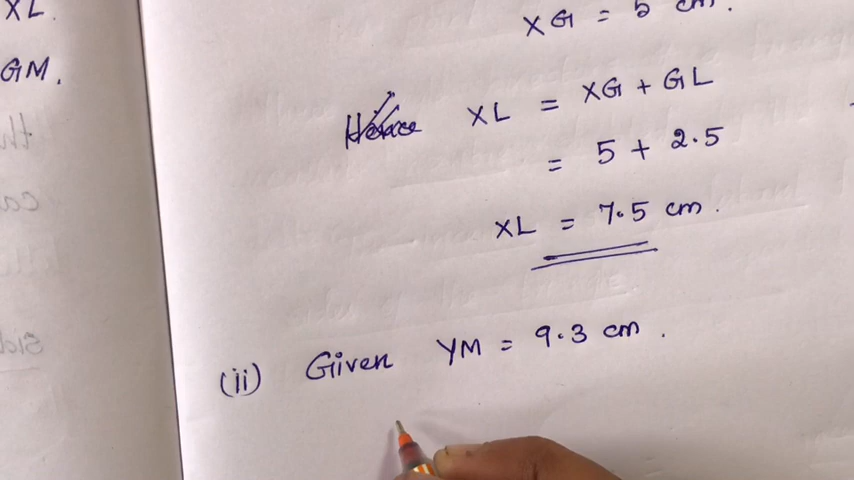 XL.
GM.
XG = 5 cm.
XL = XG + GL
= 5 + 2.5
XL = 7.5 cm.
(ii) Given YM = 9.3 cm.